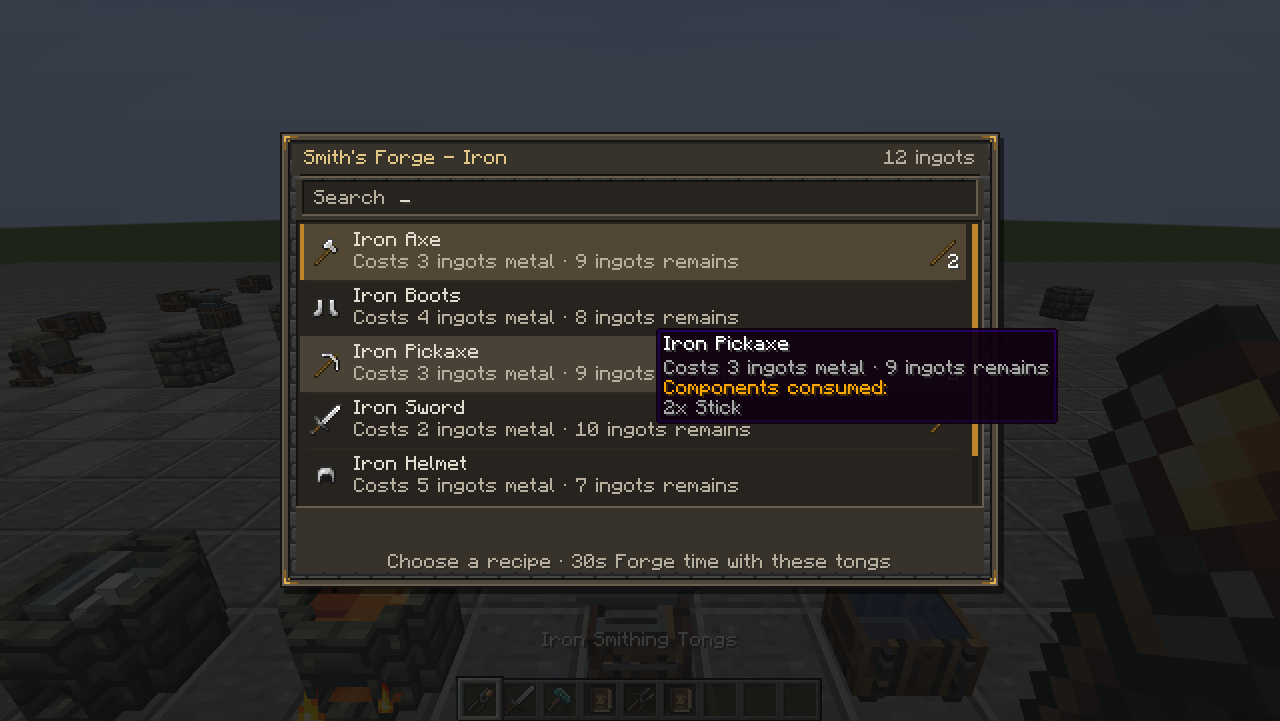 Smith's Forge - Iron
12 ingots
Search _
Iron Axe
Costs 3 ingots metal · 9 ingots remains
2
Iron Boots
Costs 4 ingots metal · 8 ingots remains
Iron Pickaxe
Costs 3 ingots metal · 9 ingots
Iron Pickaxe
Costs 3 ingots metal · 9 ingots remains
Components consumed:
2x Stick
Iron Sword
Costs 2 ingots metal · 10 ingots remains
Iron Helmet
Costs 5 ingots metal · 7 ingots remains
Choose a recipe · 30s Forge time with these tongs
Iron Smithing Tongs